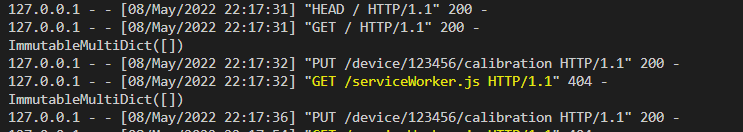 127.0.0.1 - - [08/May/2022 22:17:31] "HEAD / HTTP/1.1" 200 -
127.0.0.1 - - [08/May/2022 22:17:31] "GET / HTTP/1.1" 200 -
ImmutableMultiDict([])
127.0.0.1 - - [08/May/2022 22:17:32] "PUT /device/123456/calibration HTTP/1.1" 200 -
127.0.0.1 - - [08/May/2022 22:17:32] "GET /serviceWorker.js HTTP/1.1" 404 -
ImmutableMultiDict([])
127.0.0.1 - - [08/May/2022 22:17:36] "PUT /device/123456/calibration HTTP/1.1" 200 -